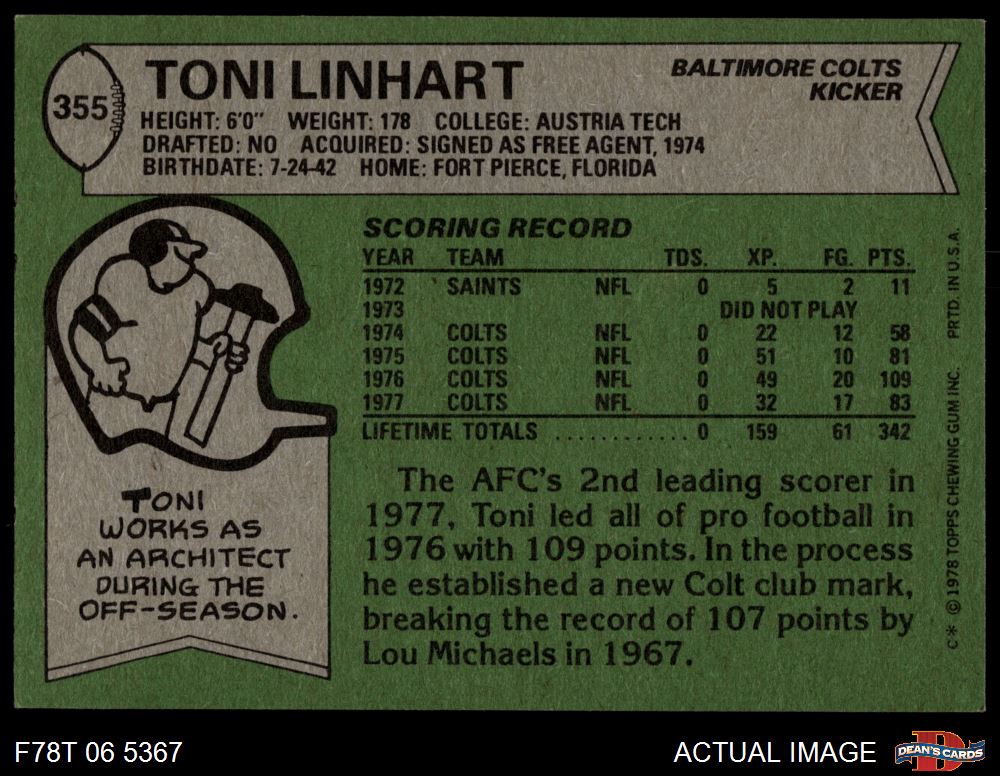 355
TONI LINHART
BALTIMORE COLTS
KICKER
HEIGHT: 6'0" WEIGHT: 178 COLLEGE: AUSTRIA TECH
DRAFTED: NO ACQUIRED: SIGNED AS FREE AGENT, 1974
BIRTHDATE: 7-24-42 HOME: FORT PIERCE, FLORIDA
SCORING RECORD
YEAR TEAM TDS. XP. FG. PTS.
1972 SAINTS NFL 0 5 2 11
1973 DID NOT PLAY
1974 COLTS NFL 0 22 12 58
1975 COLTS NFL 0 51 10 81
1976 COLTS NFL 0 49 20 109
1977 COLTS NFL 0 32 17 83
LIFETIME TOTALS ............ 0 159 61 342
TONI
WORKS AS
AN ARCHITECT
DURING THE
OFF-SEASON.
The AFC's 2nd leading scorer in
1977, Toni led all of pro football in
1976 with 109 points. In the process
he established a new Colt club mark,
breaking the record of 107 points by
Lou Michaels in 1967.
C* © 1978 TOPPS CHEWING GUM INC. PRTD. IN U.S.A.
F78T 06 5367
ACTUAL IMAGE
DEAN'S CARDS